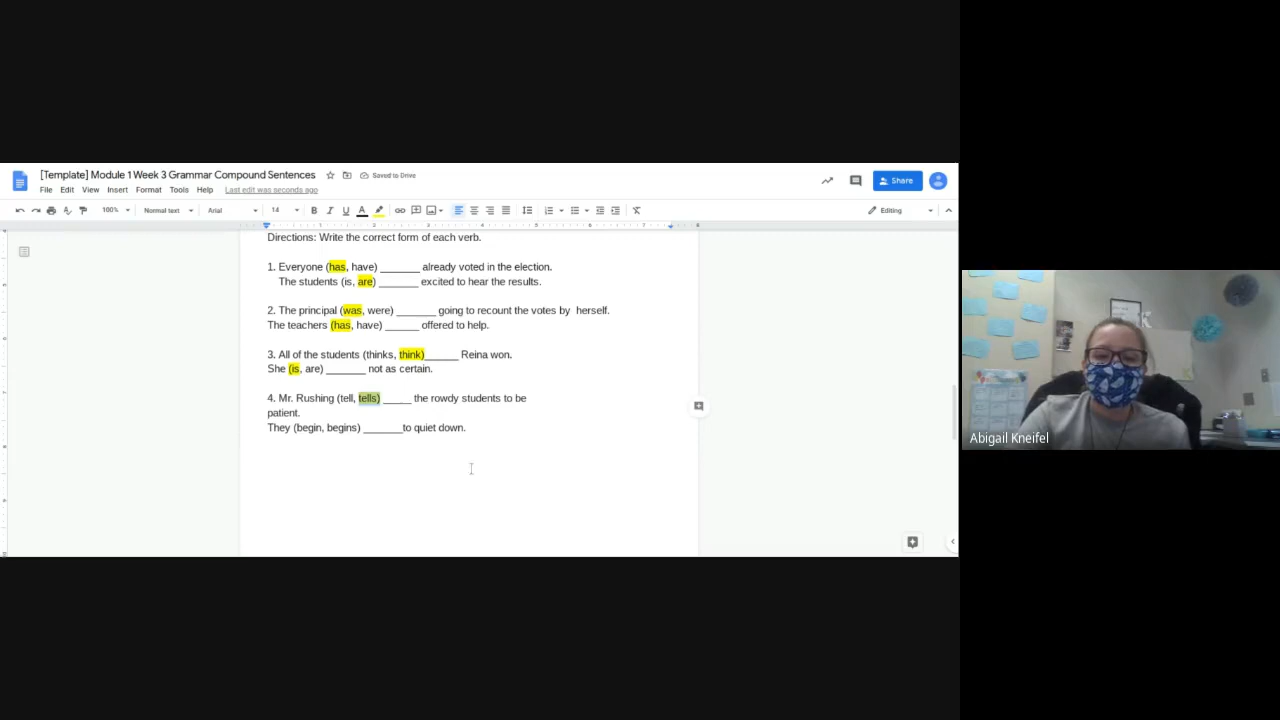 [Template] Module 1 Week 3 Grammar Compound Sentences
Saved to Drive
File Edit View Insert Format Tools Help Last edit was seconds ago
Share
100% Normal text Arial 14 B I U A Editing
Directions: Write the correct form of each verb.
1. Everyone (has, have) _______ already voted in the election.
The students (is, are) _______ excited to hear the results.
2. The principal (was, were) _______ going to recount the votes by herself.
The teachers (has, have) ______ offered to help.
3. All of the students (thinks, think)______ Reina won.
She (is, are) _______ not as certain.
4. Mr. Rushing (tell, tells) _____ the rowdy students to be
patient.
They (begin, begins) _______to quiet down.
Abigail Kneifel